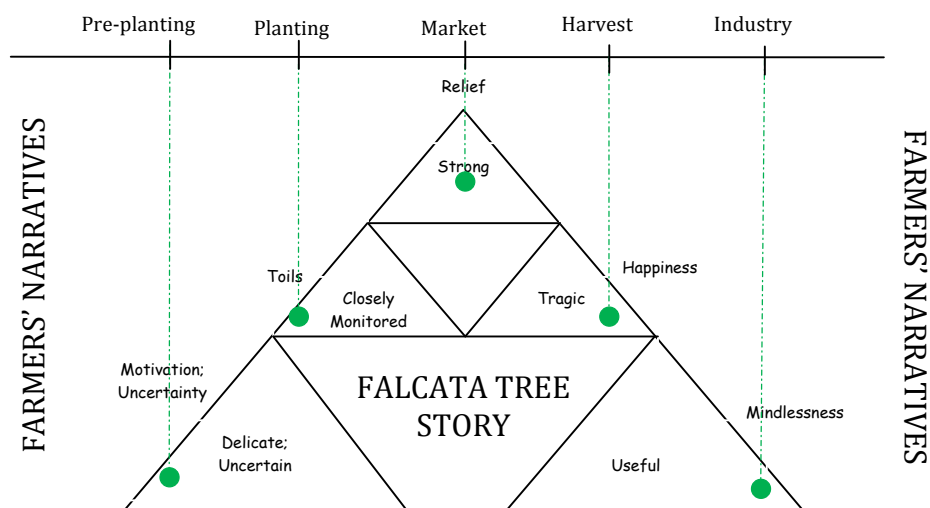 Pre-planting
Planting
Market
Harvest
Industry
Relief
Strong
FARMERS' NARRATIVES
FARMERS' NARRATIVES
Toils
Closely
Monitored
Tragic
Happiness
Motivation;
Uncertainty
FALCATA TREE
STORY
Mindlessness
Delicate;
Uncertain
Useful